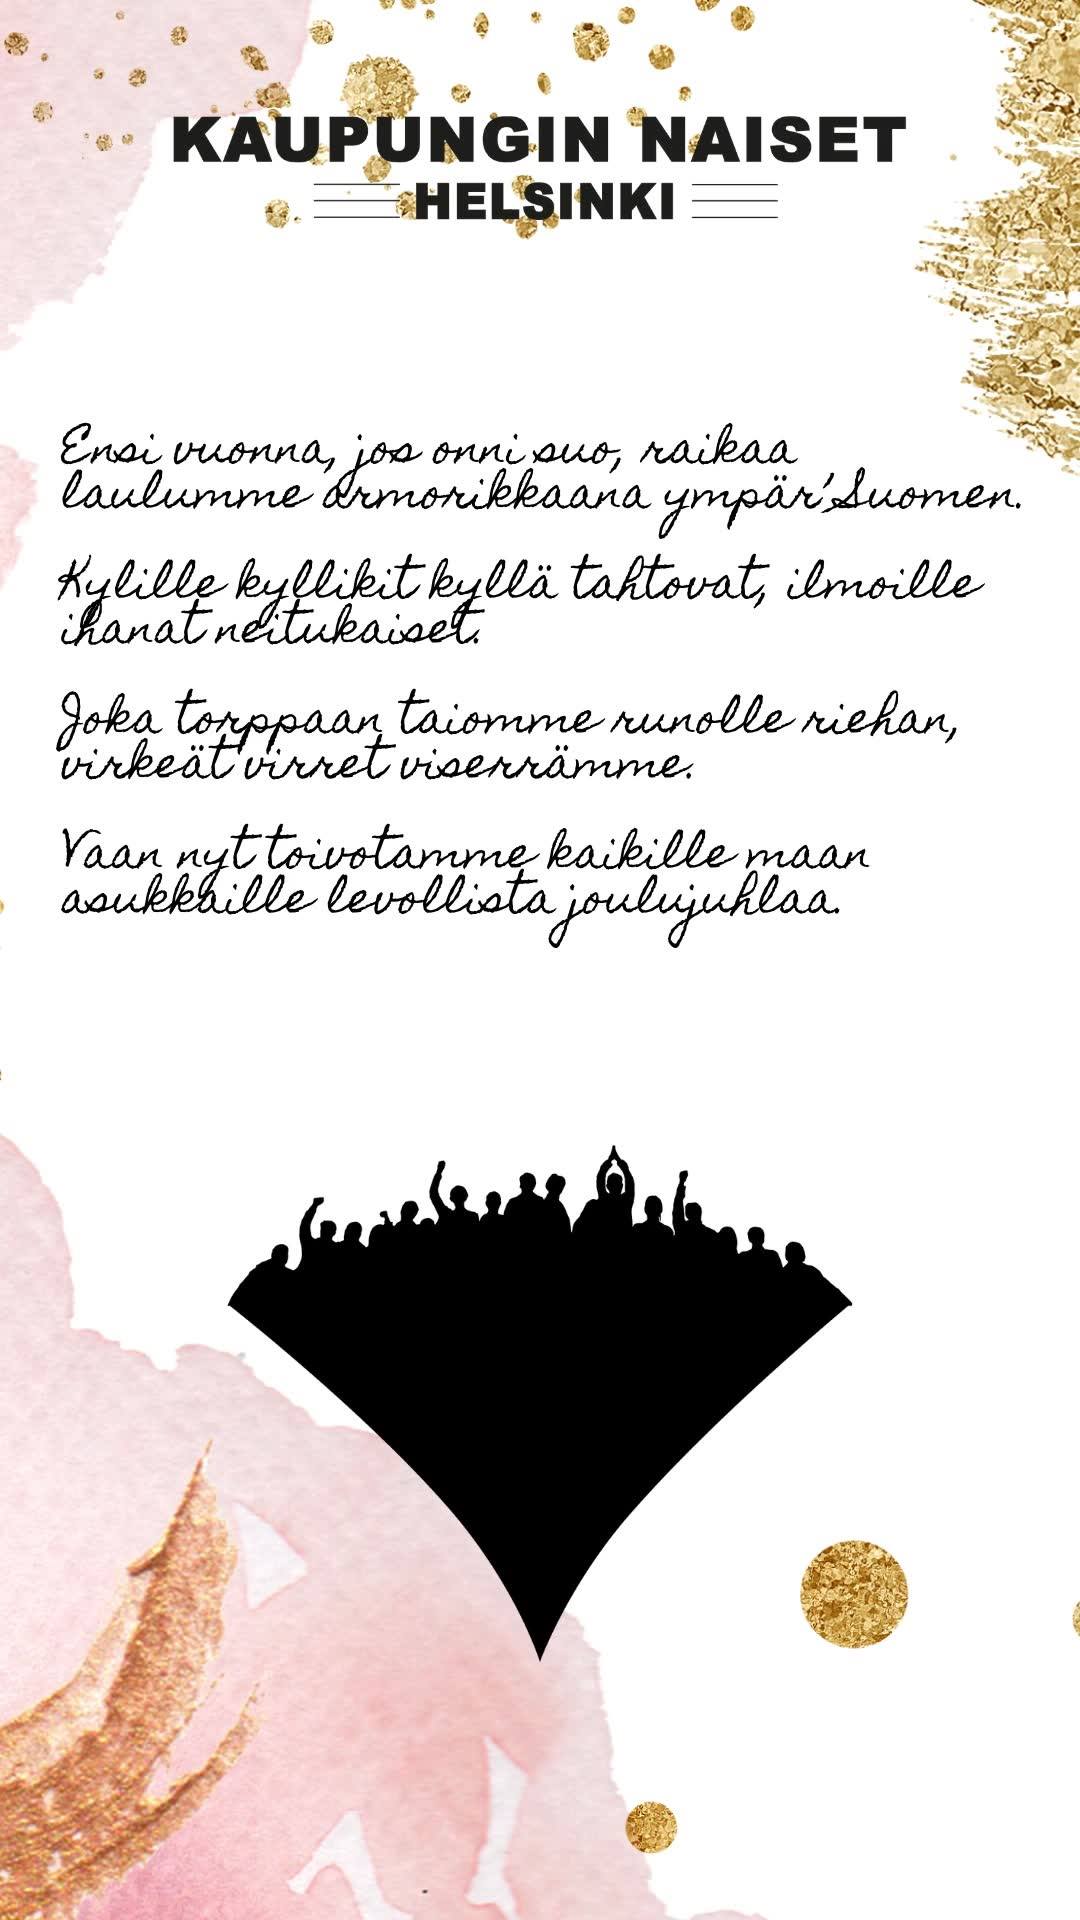 KAUPUNGIN NAISET
HELSINKI
Ensi vuonna, jos onni suo, raikaa
laulumme armorikkaana ympär' Suomen.
Kylille kyllikit kyllä tahtovat, ilmoille
ihanat neitukaiset.
Joka torppaan taiomme runolle riehan,
virkeät virret viserrämme.
Vaan nyt toivotamme kaikille maan
asukkaille levollista joulujuhlaa.